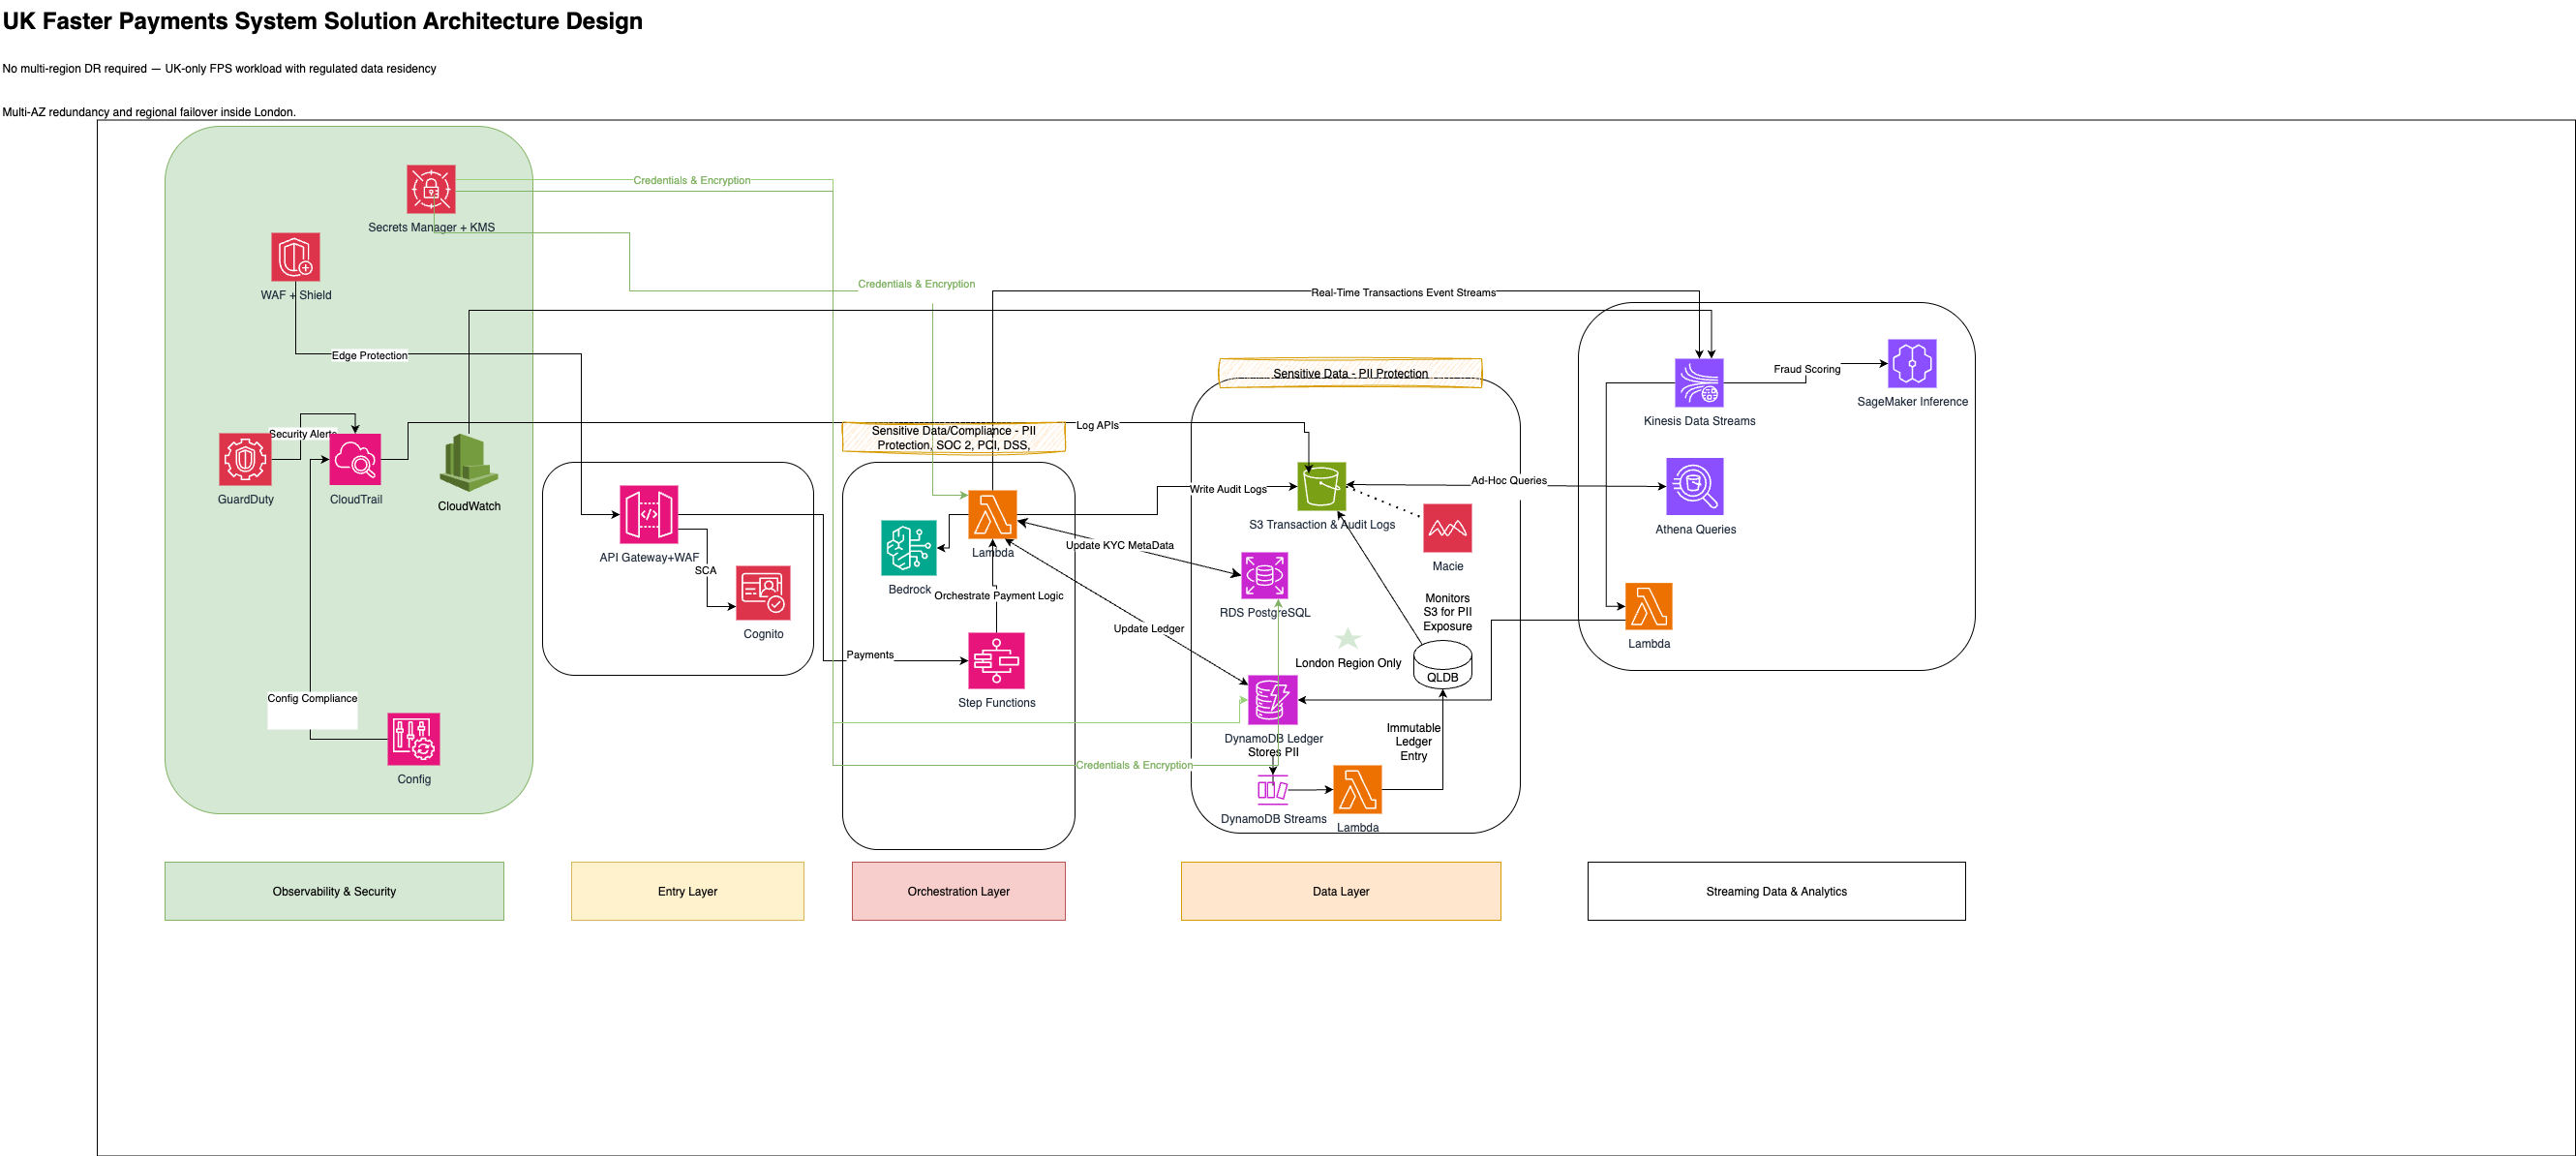 UK Faster Payments System Solution Architecture Design
No multi-region DR required — UK-only FPS workload with regulated data residency
Multi-AZ redundancy and regional failover inside London.
Secrets Manager + KMS
Credentials & Encryption
WAF + Shield
Edge Protection
Credentials & Encryption
Real-Time Transactions Event Streams
Security Alerts
GuardDuty
CloudTrail
CloudWatch
Config Compliance
Config
API Gateway+WAF
SCA
Cognito
Payments
Sensitive Data/Compliance - PII
Protection, SOC 2, PCI, DSS,
Log APIs
Lambda
Bedrock
Orchestrate Payment Logic
Step Functions
Sensitive Data - PII Protection
Write Audit Logs
S3 Transaction & Audit Logs
Update KYC MetaData
RDS PostgreSQL
Update Ledger
Macie
Monitors
S3 for PII
Exposure
London Region Only
QLDB
DynamoDB Ledger
Stores PII
Immutable
Ledger
Entry
Credentials & Encryption
DynamoDB Streams
Lambda
Kinesis Data Streams
Fraud Scoring
SageMaker Inference
Ad-Hoc Queries
Athena Queries
Lambda
Observability & Security
Entry Layer
Orchestration Layer
Data Layer
Streaming Data & Analytics